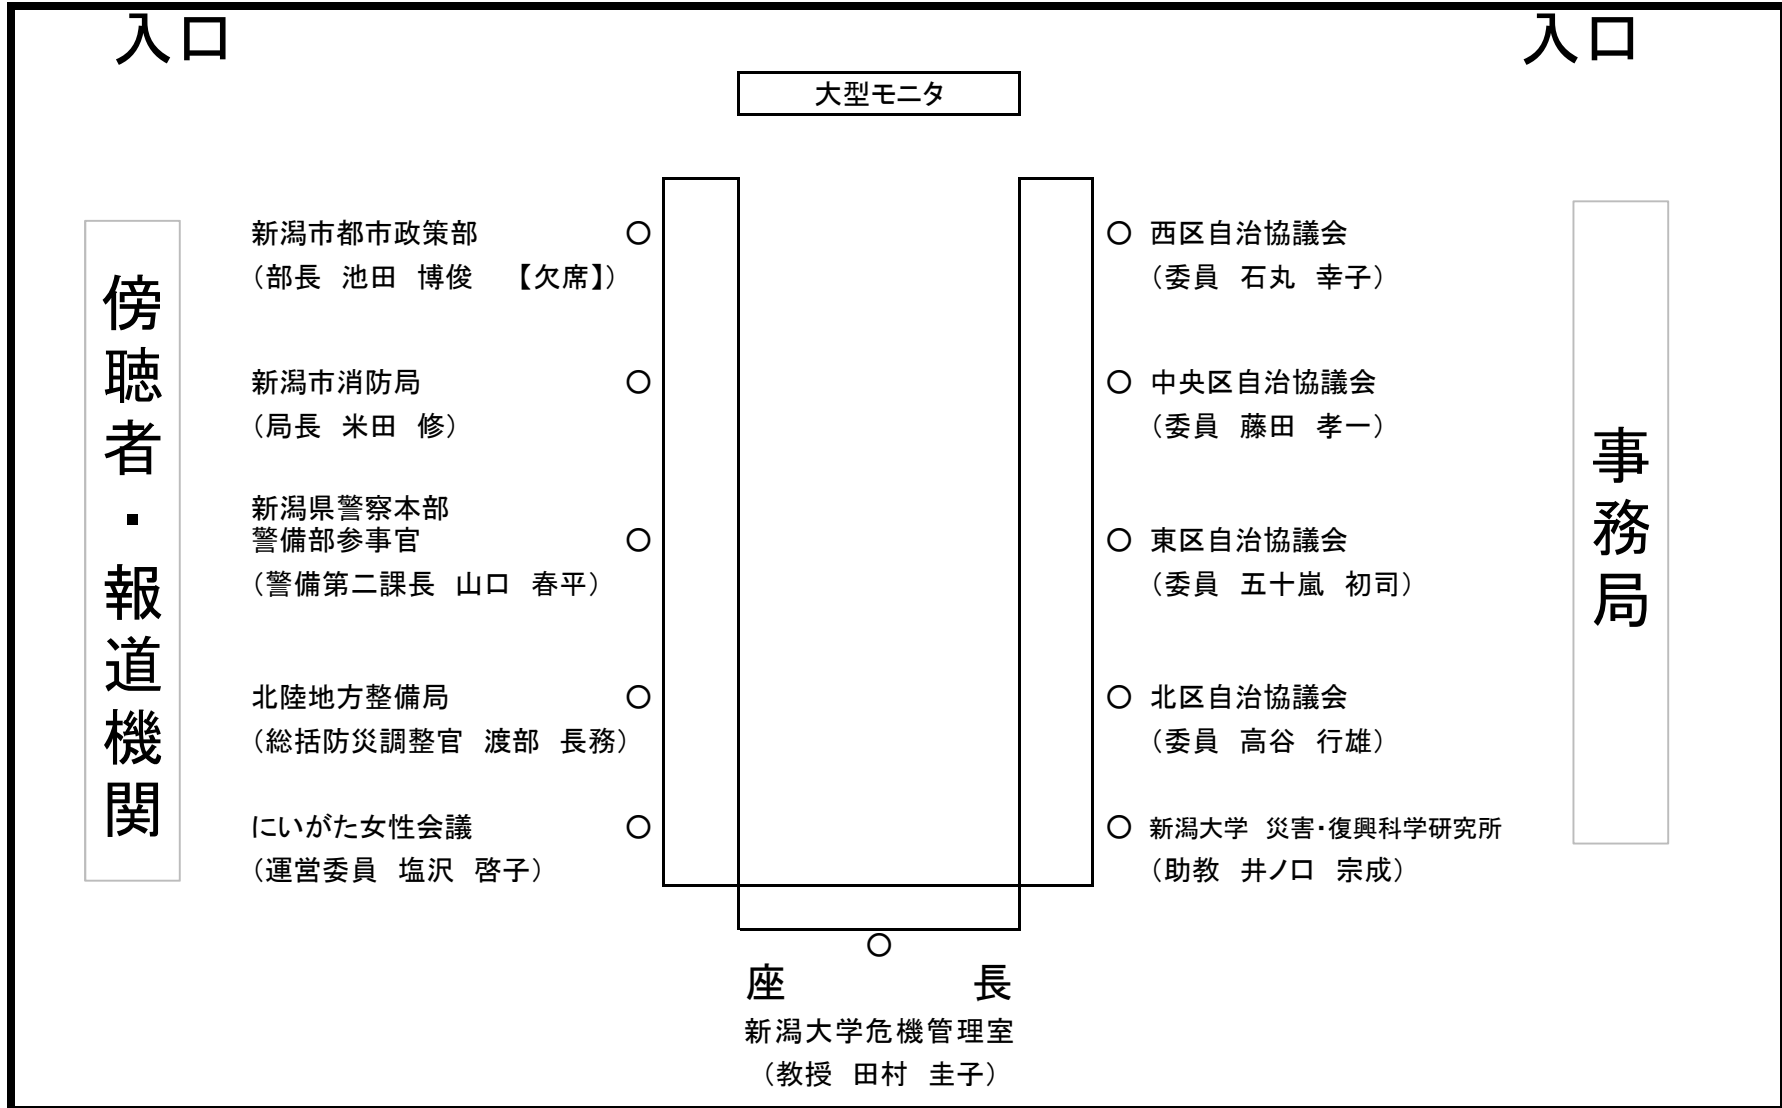 入口
入口
大型モニタ
傍聴者・報道機関
新潟市都市政策部
（部長　池田　博俊　【欠席】）
新潟市消防局
（局長　米田　修）
新潟県警察本部
警備部参事官
（警備第二課長　山口　春平）
北陸地方整備局
（総括防災調整官　渡部　長務）
にいがた女性会議
（運営委員　塩沢　啓子）
西区自治協議会
（委員　石丸　幸子）
中央区自治協議会
（委員　藤田　孝一）
東区自治協議会
（委員　五十嵐　初司）
北区自治協議会
（委員　高谷　行雄）
新潟大学　災害・復興科学研究所
（助教　井ノ口　宗成）
事務局
座　長
新潟大学危機管理室
（教授　田村　圭子）